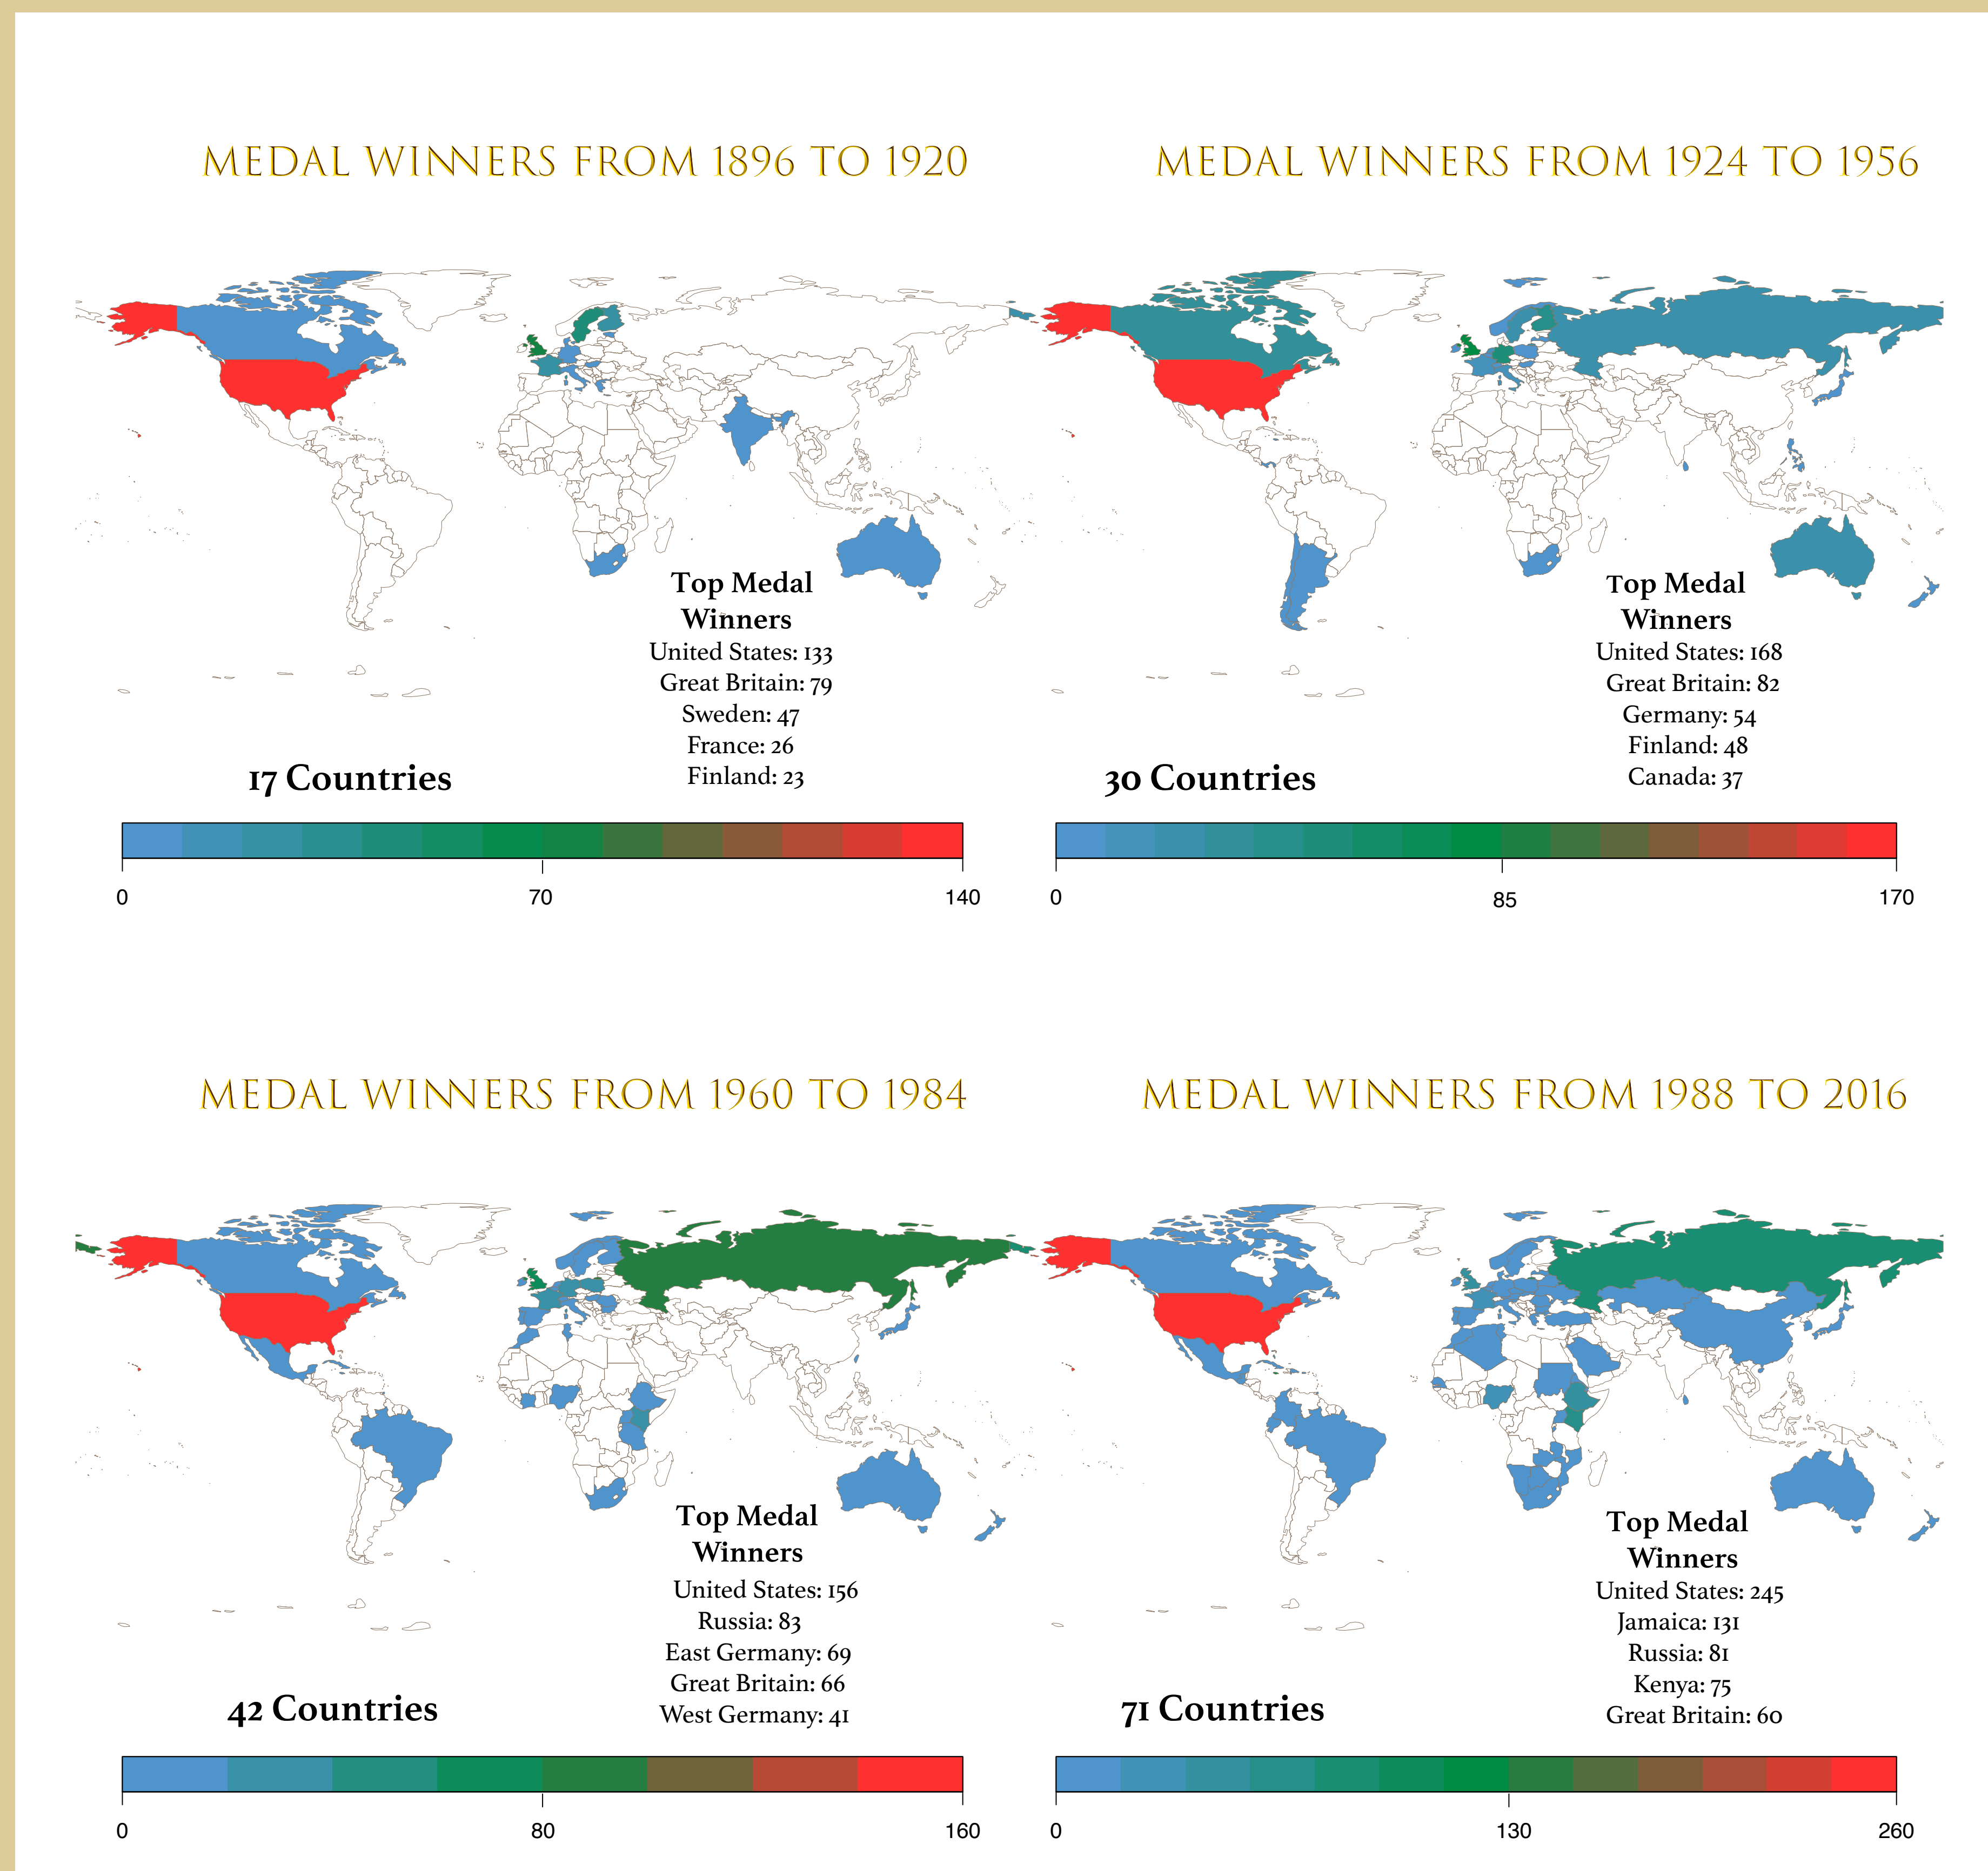 MEDAL WINNERS FROM 1896 TO 1920
Top Medal
Winners
United States: 133
Great Britain: 79
Sweden: 47
France: 26
Finland: 23
17 Countries
0
70
140
MEDAL WINNERS FROM 1924 TO 1956
Top Medal
Winners
United States: 168
Great Britain: 82
Germany: 54
Finland: 48
Canada: 37
30 Countries
0
85
170
MEDAL WINNERS FROM 1960 TO 1984
Top Medal
Winners
United States: 156
Russia: 83
East Germany: 69
Great Britain: 66
West Germany: 41
42 Countries
0
80
160
MEDAL WINNERS FROM 1988 TO 2016
Top Medal
Winners
United States: 245
Jamaica: 131
Russia: 81
Kenya: 75
Great Britain: 60
71 Countries
0
130
260